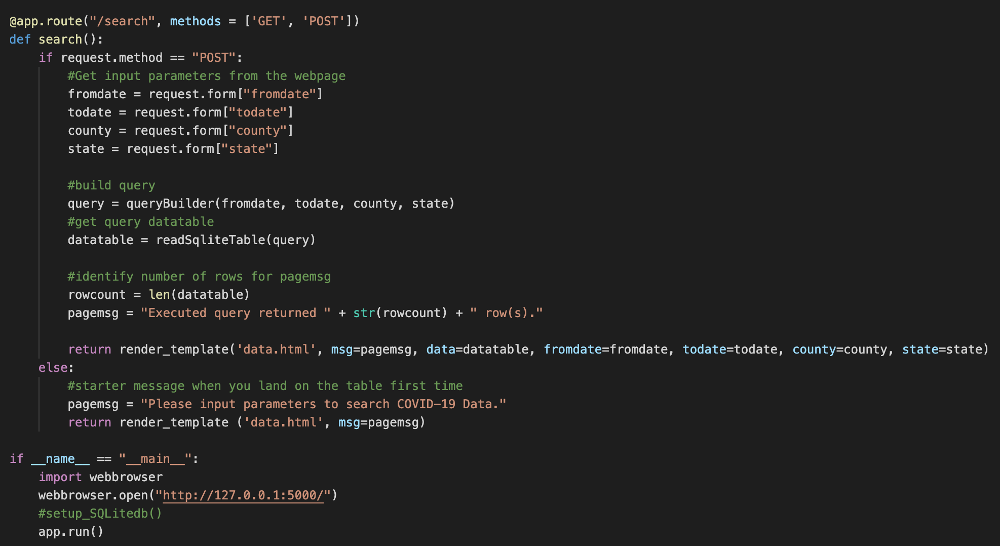 @app.route("/search", methods = ['GET', 'POST'])
def search():
    if request.method == "POST":
        #Get input parameters from the webpage
        fromdate = request.form["fromdate"]
        todate = request.form["todate"]
        county = request.form["county"]
        state = request.form["state"]

        #build query
        query = queryBuilder(fromdate, todate, county, state)
        #get query datatable
        datatable = readSqliteTable(query)

        #identify number of rows for pagemsg
        rowcount = len(datatable)
        pagemsg = "Executed query returned " + str(rowcount) + " row(s)."

        return render_template('data.html', msg=pagemsg, data=datatable, fromdate=fromdate, todate=todate, county=county, state=state)
    else:
        #starter message when you land on the table first time
        pagemsg = "Please input parameters to search COVID-19 Data."
        return render_template ('data.html', msg=pagemsg)

if __name__ == "__main__":
    import webbrowser
    webbrowser.open("http://127.0.0.1:5000/")
    #setup_SQLitedb()
    app.run()